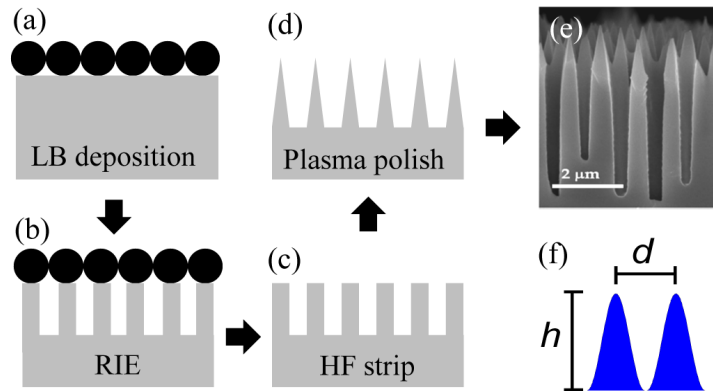 (a)
LB deposition
(b)
RIE
(c)
HF strip
(d)
Plasma polish
(e)
2 μm
(f)
d
h